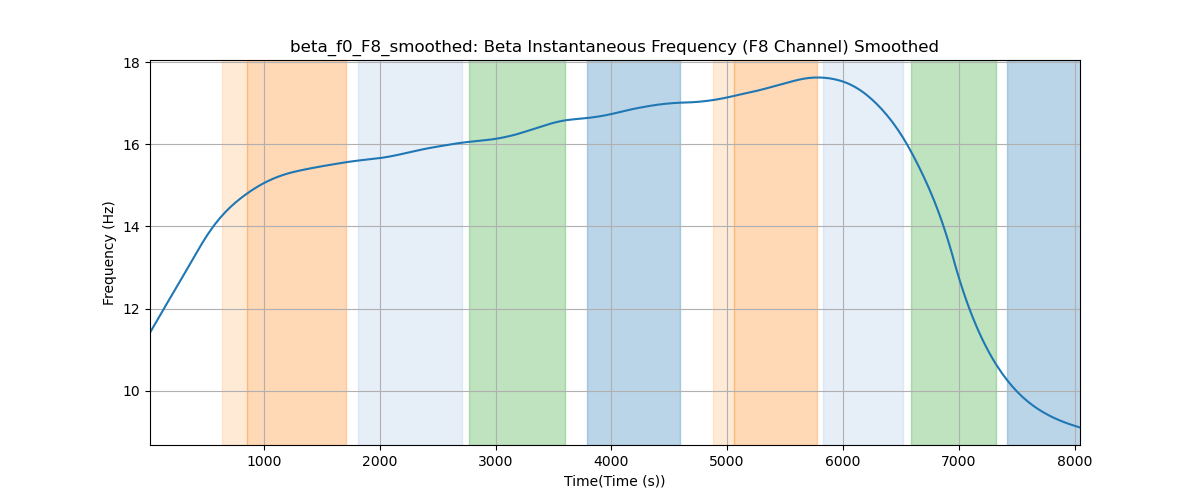 beta_f0_F8_smoothed: Beta Instantaneous Frequency (F8 Channel) Smoothed
Frequency (Hz)
18
16
14
12
10
1000 2000 3000 4000 5000 6000 7000 8000
Time(Time (s))